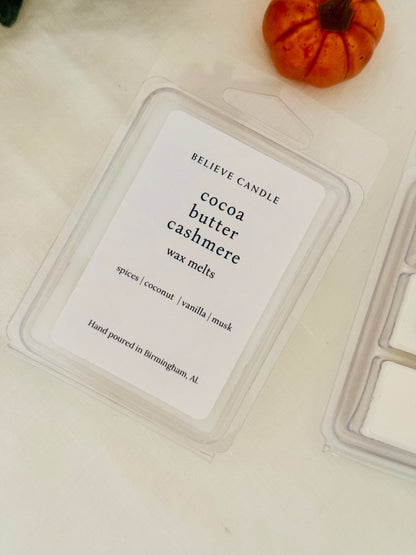 BELIEVE CANDLE
cocoa
butter
cashmere
wax melts
spices | coconut | vanilla | musk
Hand poured in Birmingham, AL